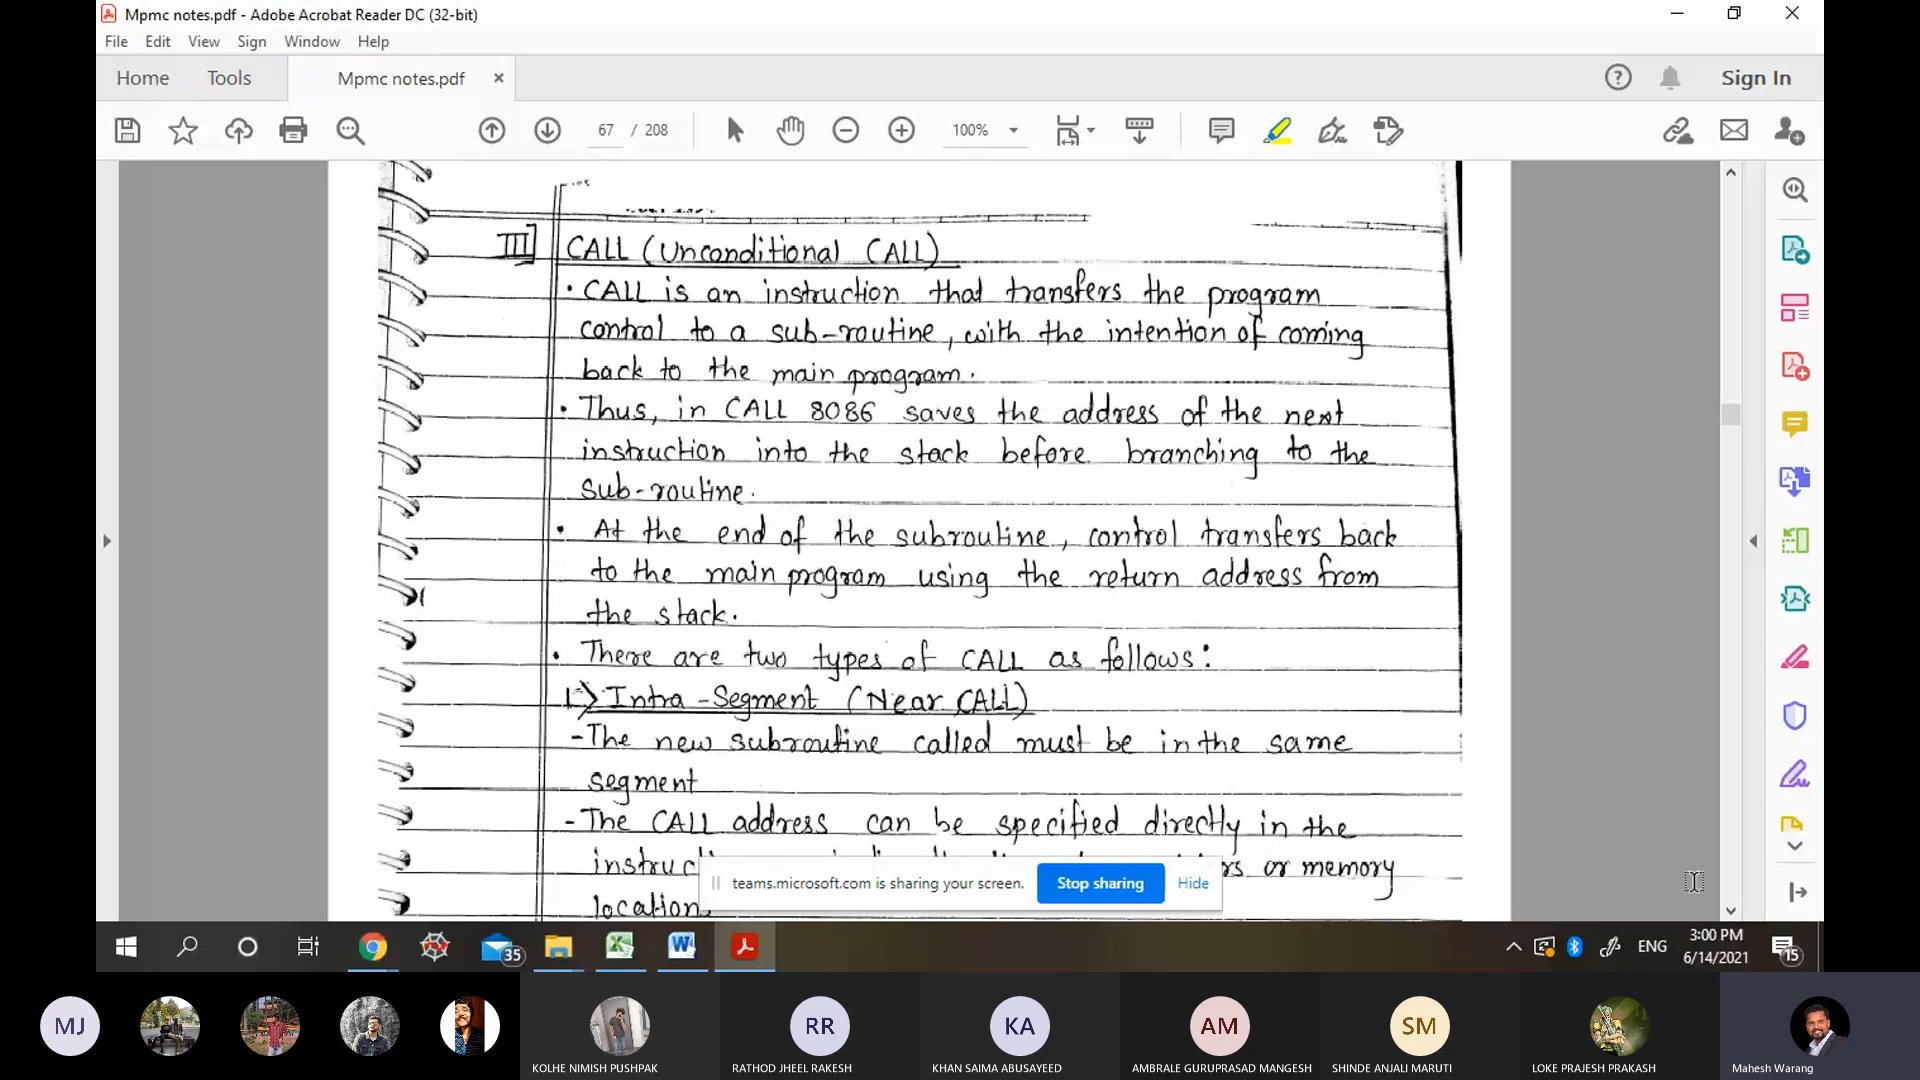 Mpmc notes.pdf - Adobe Acrobat Reader DC (32-bit)
File Edit View Sign Window Help
Home Tools Mpmc notes.pdf Sign In
67 / 208 100%
III] CALL (Unconditional CALL)
• CALL is an instruction that transfers the program
control to a sub-routine, with the intention of coming
back to the main program.
• Thus, in CALL 8086 saves the address of the next
instruction into the stack before branching to the
sub-routine.
• At the end of the subroutine, control transfers back
to the main program using the return address from
the stack.
• There are two types of CALL as follows:
1.> Intra-Segment (Near CALL)
-The new subroutine called must be in the same
segment
-The CALL address can be specified directly in the
or memory
location.
teams.microsoft.com is sharing your screen. Stop sharing Hide
35
ENG
3:00 PM
6/14/2021
15
MJ
RR KA AM SM
KOLHE NIMISH PUSHPAK RATHOD JHEEL RAKESH KHAN SAIMA ABUSAYEED AMBRALE GURUPRASAD MANGESH SHINDE ANJALI MARUTI LOKE PRAJESH PRAKASH Mahesh Warang